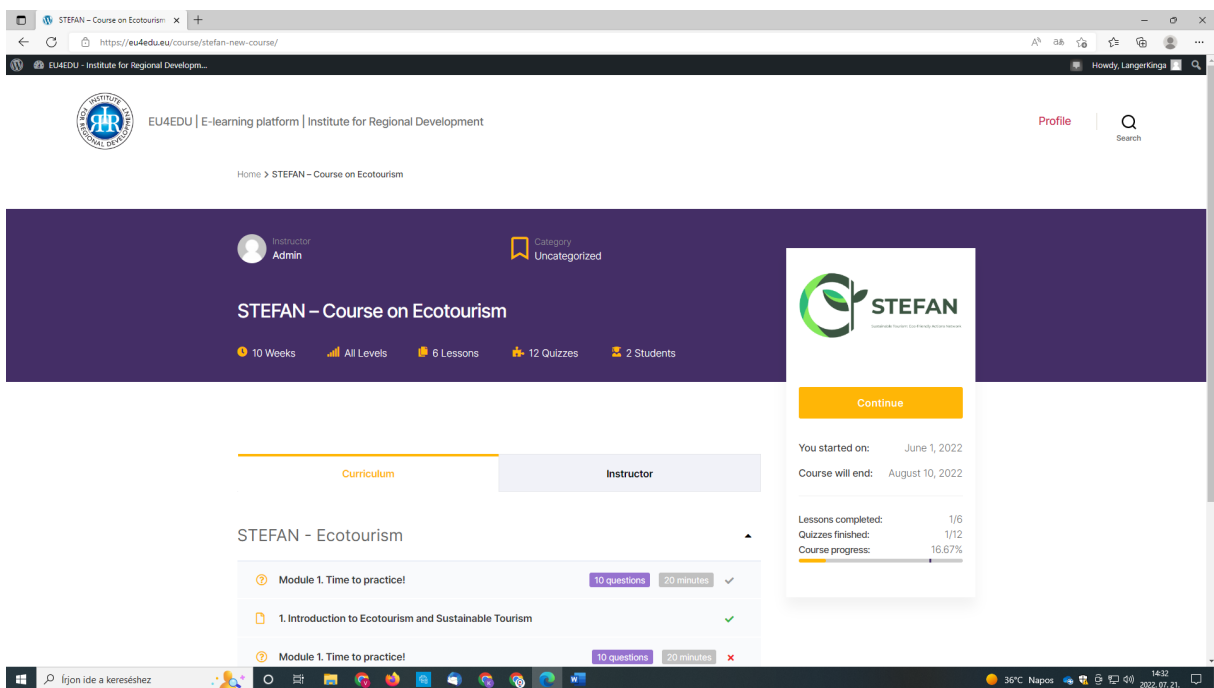 STEFAN – Course on Ecotourism
https://eu4edu.eu/course/stefan-new-course/
EU4EDU - Institute for Regional Developm...
Howdy, LangerKinga
INSTITUTE FOR REGIONAL DEVELOPMENT
IRR
EU4EDU | E-learning platform | Institute for Regional Development
Profile
Search
Home > STEFAN – Course on Ecotourism
Instructor
Admin
Category
Uncategorized
STEFAN – Course on Ecotourism
10 Weeks All Levels 6 Lessons 12 Quizzes 2 Students
STEFAN
Continue
You started on: June 1, 2022
Course will end: August 10, 2022
Lessons completed: 1/6
Quizzes finished: 1/12
Course progress: 16.67%
Curriculum
Instructor
STEFAN - Ecotourism
Module 1. Time to practice! 10 questions 20 minutes
1. Introduction to Ecotourism and Sustainable Tourism
Module 1. Time to practice! 10 questions 20 minutes
Írjon ide a kereséshez
36°C Napos
14:32
2022. 07. 21.